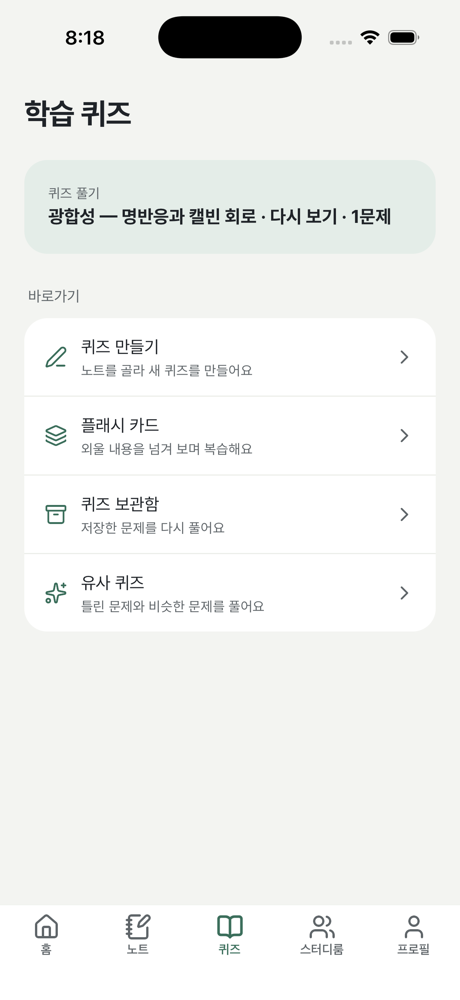 8:18
학습 퀴즈
퀴즈 풀기
광합성 — 명반응과 캘빈 회로 · 다시 보기 · 1문제
바로가기
퀴즈 만들기
노트를 골라 새 퀴즈를 만들어요
플래시 카드
외울 내용을 넘겨 보며 복습해요
퀴즈 보관함
저장한 문제를 다시 풀어요
유사 퀴즈
틀린 문제와 비슷한 문제를 풀어요
홈
노트
퀴즈
스터디룸
프로필